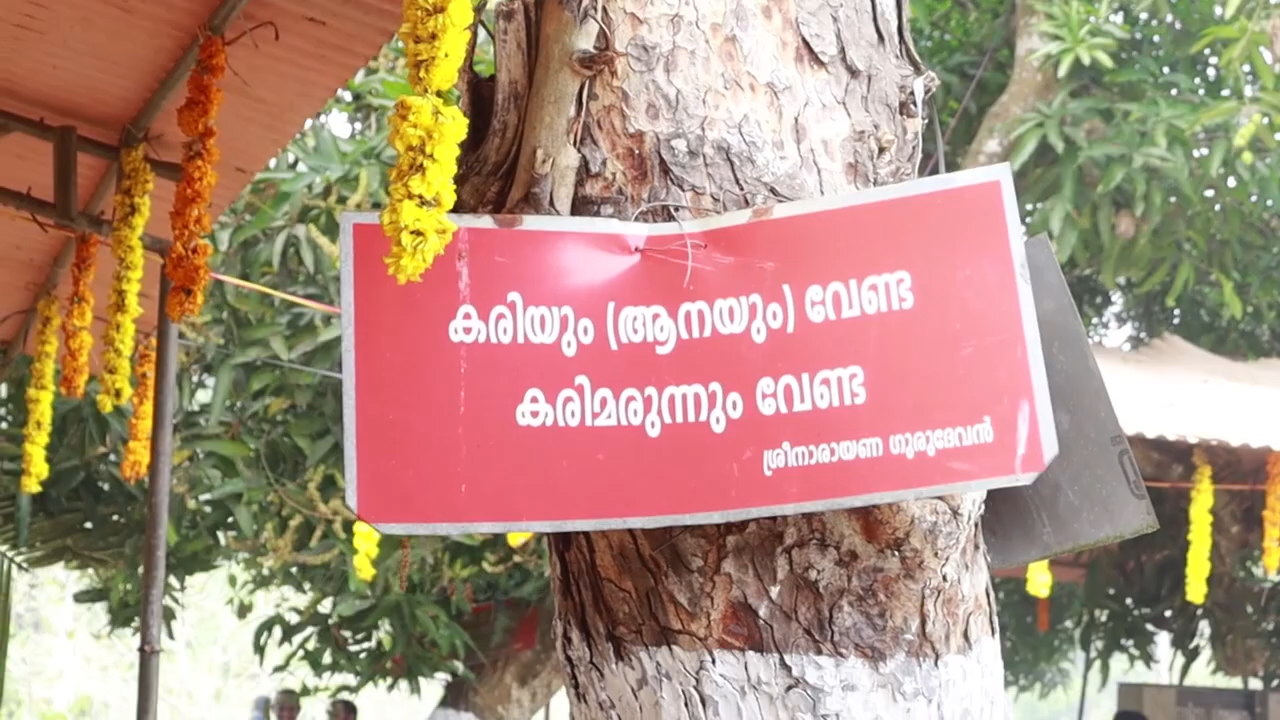 കരിയും (ആനയും) വേണ്ട
കരിമരുന്നും വേണ്ട
ശ്രീനാരായണ ഗുരുദേവൻ